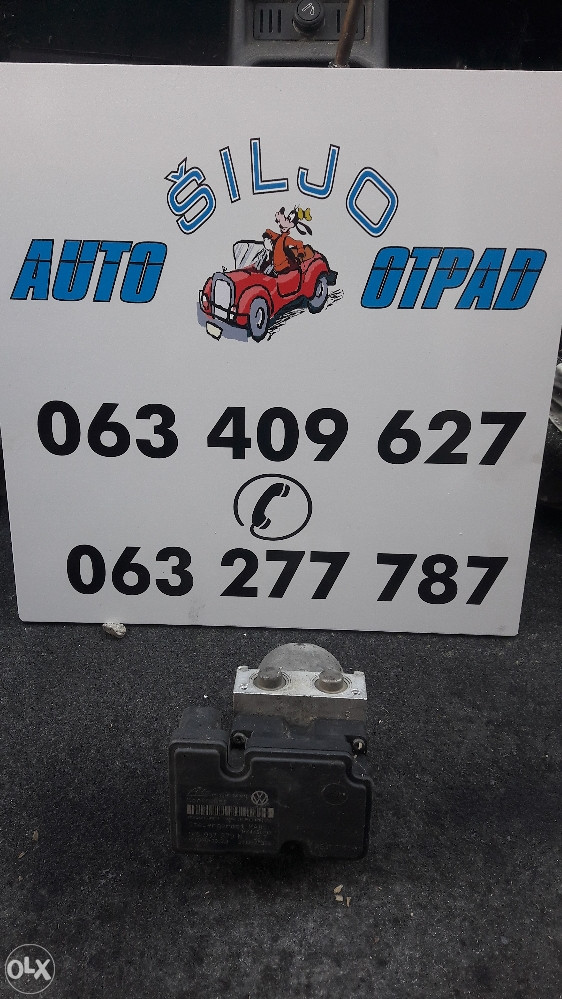 ŠILJO
AUTO OTPAD
063 409 627
063 277 787
OLX